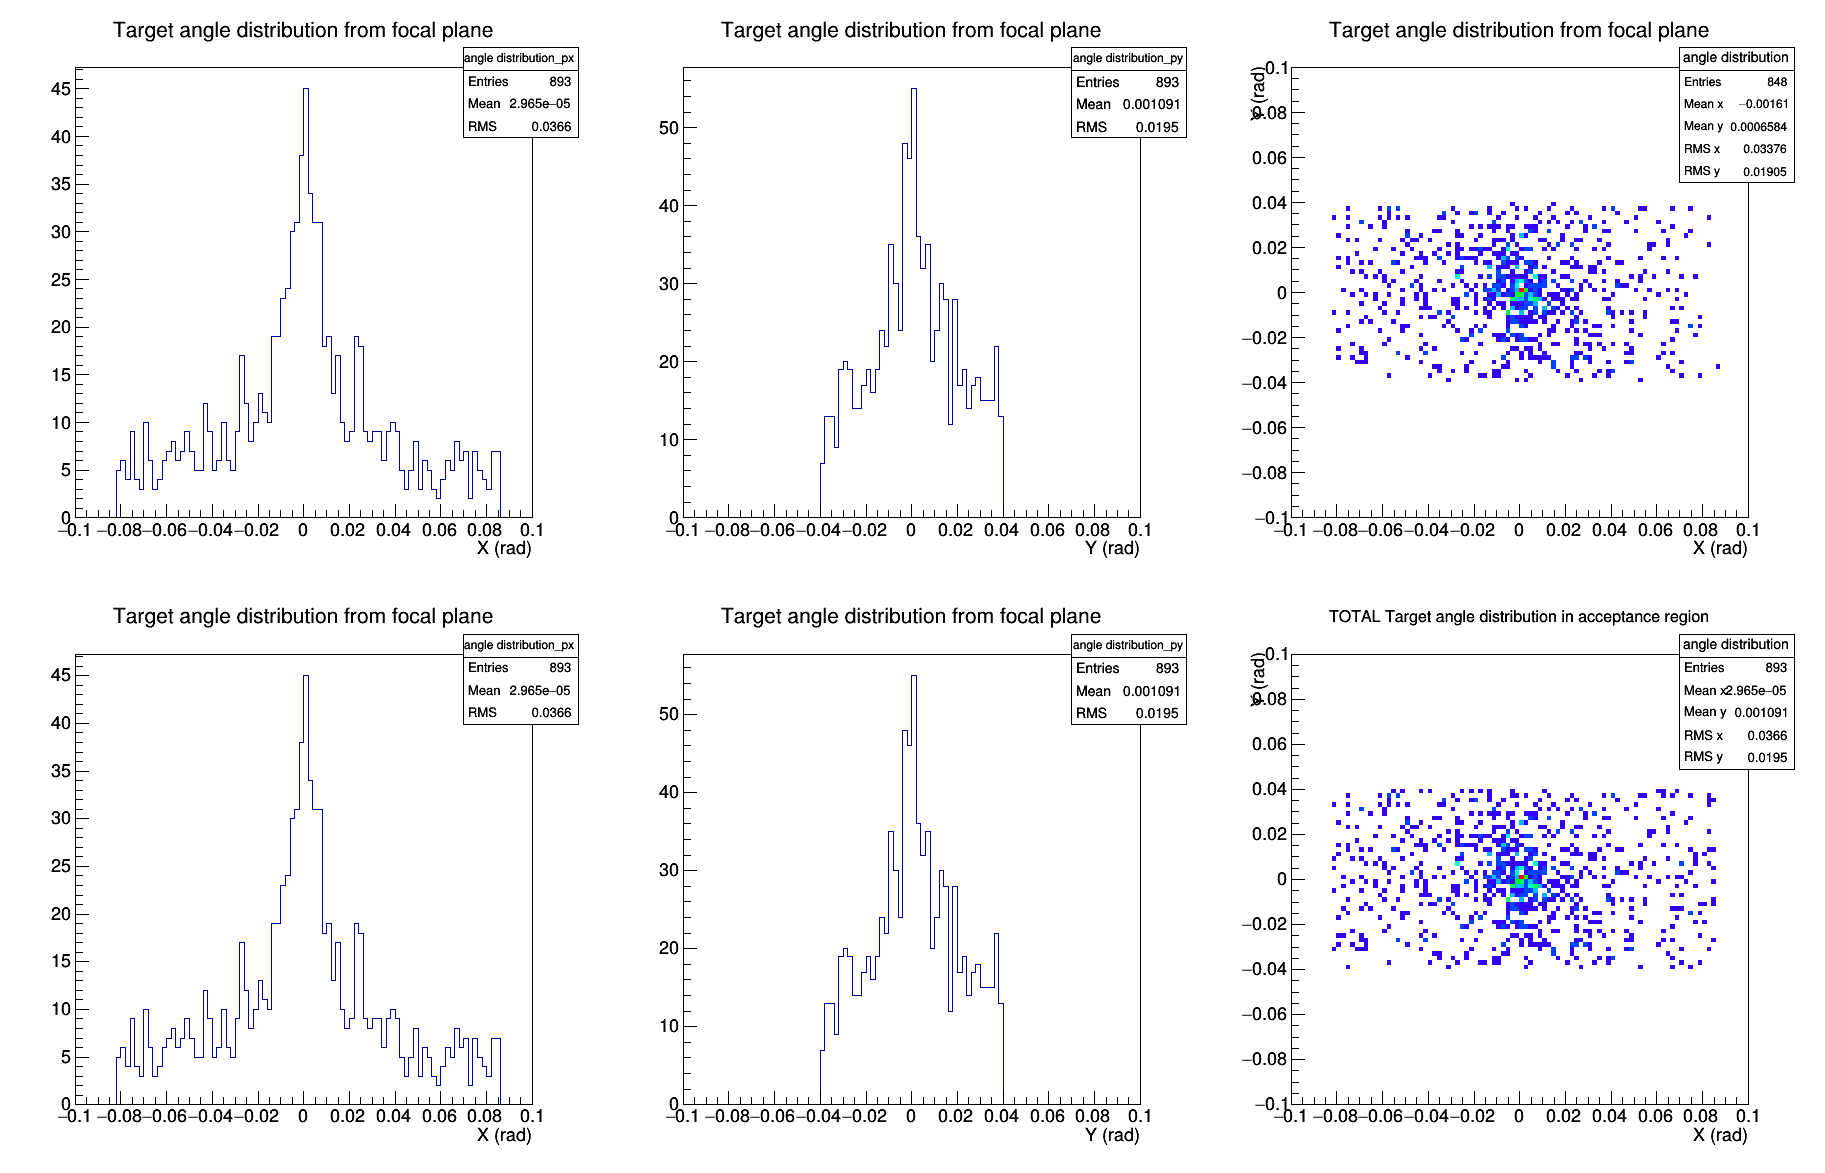 Target angle distribution from focal plane
angle distribution_px
Entries 893
Mean 2.965e−05
RMS 0.0366
45
40
35
30
25
20
15
10
5
0
−0.1 −0.08 −0.06 −0.04 −0.02 0 0.02 0.04 0.06 0.08 0.1
X (rad)
Target angle distribution from focal plane
angle distribution_py
Entries 893
Mean 0.001091
RMS 0.0195
50
40
30
20
10
0
−0.1 −0.08 −0.06 −0.04 −0.02 0 0.02 0.04 0.06 0.08 0.1
Y (rad)
Target angle distribution from focal plane
angle distribution
Entries 848
Mean x −0.00161
Mean y 0.0006584
RMS x 0.03376
RMS y 0.01905
Y (rad)
0.1
0.08
0.06
0.04
0.02
0
−0.02
−0.04
−0.06
−0.08
−0.1
−0.1 −0.08 −0.06 −0.04 −0.02 0 0.02 0.04 0.06 0.08 0.1
X (rad)
Target angle distribution from focal plane
angle distribution_px
Entries 893
Mean 2.965e−05
RMS 0.0366
45
40
35
30
25
20
15
10
5
0
−0.1 −0.08 −0.06 −0.04 −0.02 0 0.02 0.04 0.06 0.08 0.1
X (rad)
Target angle distribution from focal plane
angle distribution_py
Entries 893
Mean 0.001091
RMS 0.0195
50
40
30
20
10
0
−0.1 −0.08 −0.06 −0.04 −0.02 0 0.02 0.04 0.06 0.08 0.1
Y (rad)
TOTAL Target angle distribution in acceptance region
angle distribution
Entries 893
Mean x 2.965e−05
Mean y 0.001091
RMS x 0.0366
RMS y 0.0195
Y (rad)
0.1
0.08
0.06
0.04
0.02
0
−0.02
−0.04
−0.06
−0.08
−0.1
−0.1 −0.08 −0.06 −0.04 −0.02 0 0.02 0.04 0.06 0.08 0.1
X (rad)